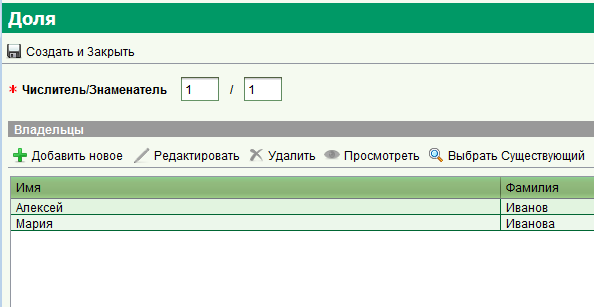 Доля
Создать и Закрыть
* Числитель/Знаменатель 1 / 1
Владельцы
Добавить новое Редактировать Удалить Просмотреть Выбрать Существующий
Имя Фамилия
Алексей Иванов
Мария Иванова